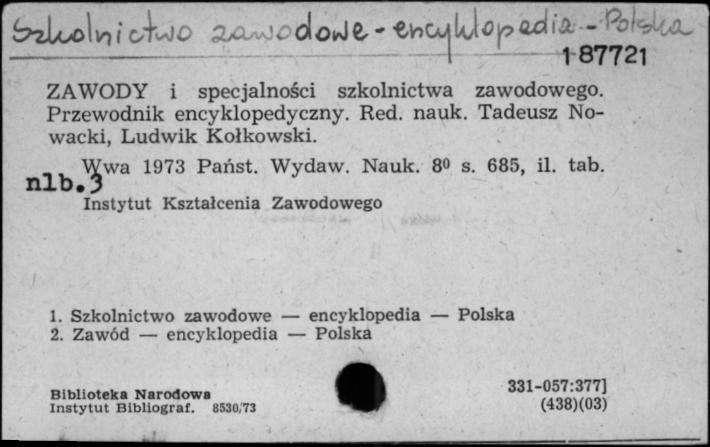 Szkolnictwo zawodowe - encyklopedia - Polska
187721
ZAWODY i specjalności szkolnictwa zawodowego.
Przewodnik encyklopedyczny. Red. nauk. Tadeusz No-
wacki, Ludwik Kołkowski.
Wwa 1973 Państ. Wydaw. Nauk. 8⁰ s. 685, il. tab.
nlb.3
Instytut Kształcenia Zawodowego
1. Szkolnictwo zawodowe — encyklopedia — Polska
2. Zawód — encyklopedia — Polska
Biblioteka Narodowa
Instytut Bibliograf. 8530/73
331-057:377]
(438)(03)